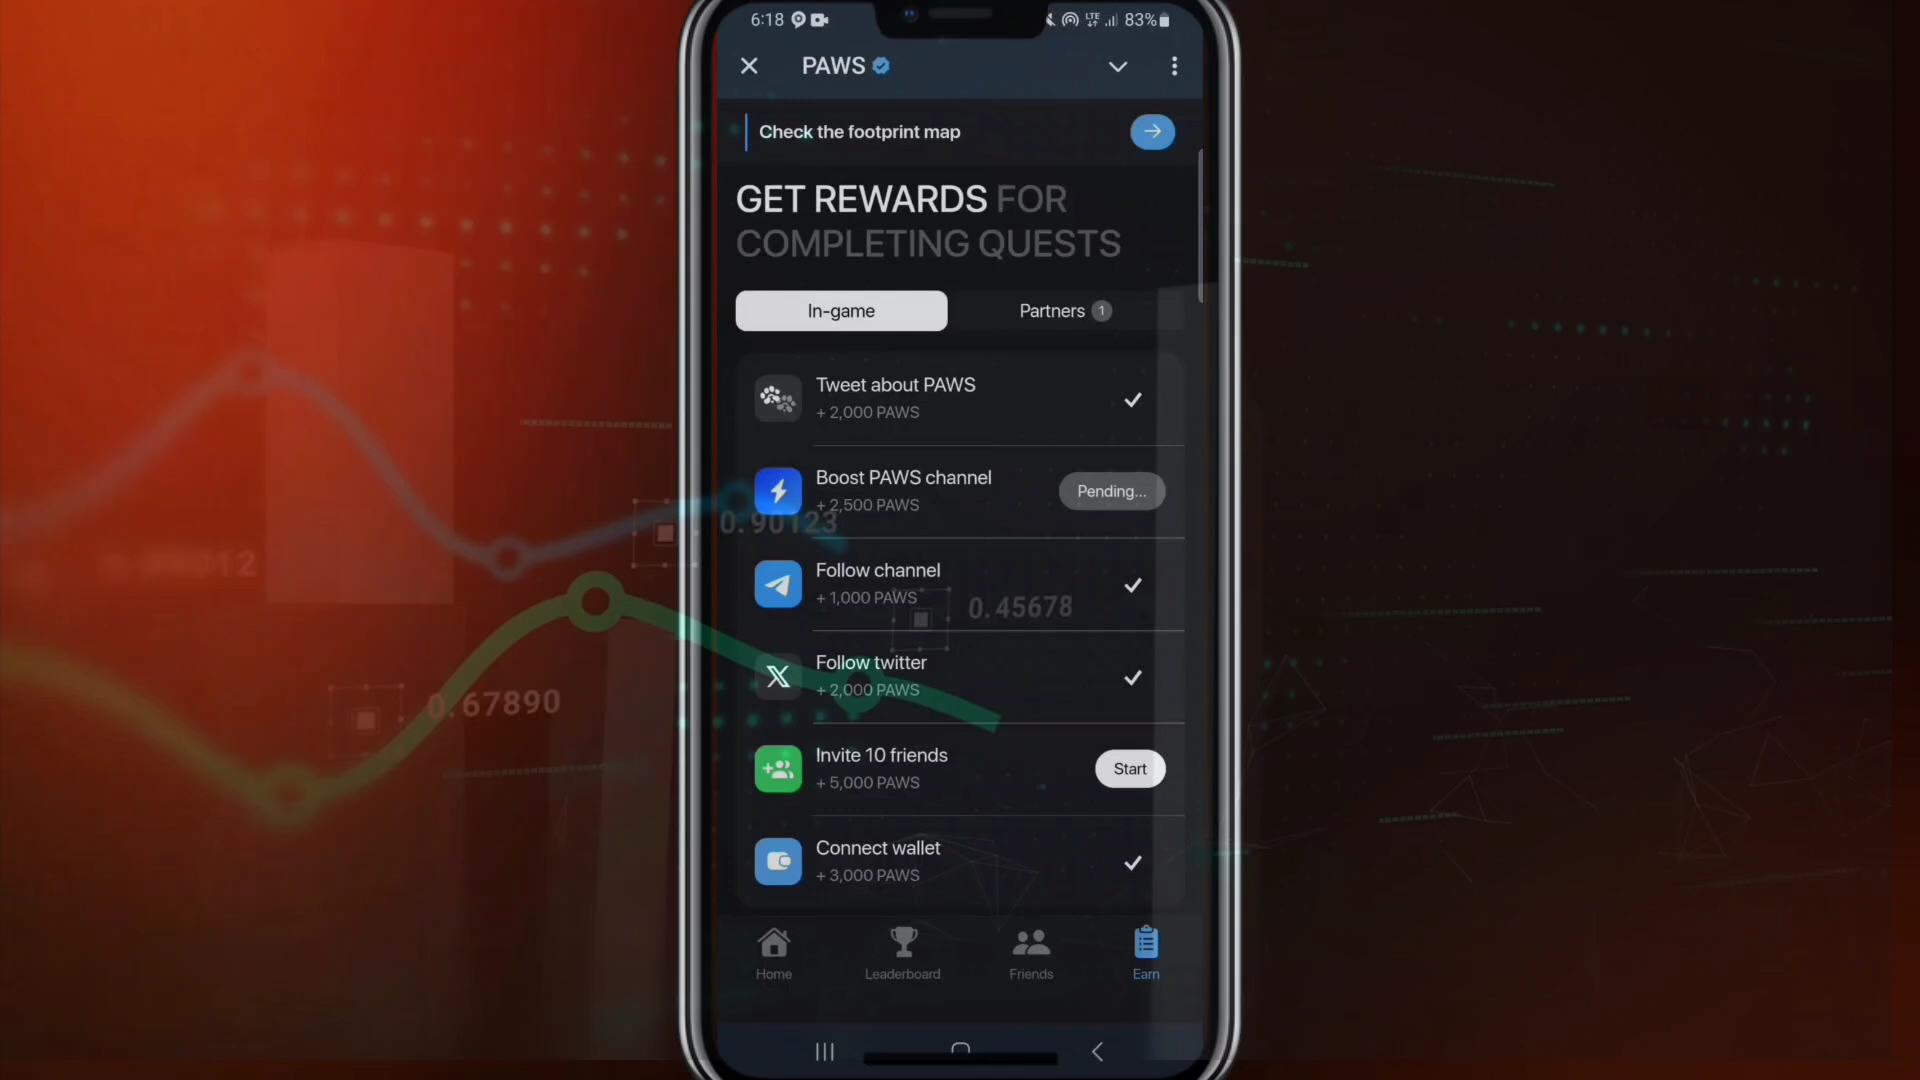 6:18
LTE
83%
PAWS
Check the footprint map
GET REWARDS FOR
COMPLETING QUESTS
In-game
Partners 1
Tweet about PAWS
+ 2,000 PAWS
Boost PAWS channel
+ 2,500 PAWS
Pending...
0.90123
Follow channel
+ 1,000 PAWS
0.45678
Follow twitter
+ 2,000 PAWS
0.67890
Invite 10 friends
+ 5,000 PAWS
Start
Connect wallet
+ 3,000 PAWS
Home
Leaderboard
Friends
Earn